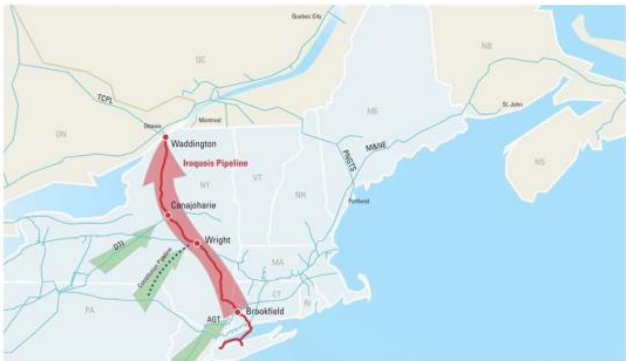 Quebec City
QC
NB
TCPL
ON
Ottawa
Montreal
ME
St. John
Waddington
M&NE
PNGTS
NS
Iroquois Pipeline
NY
VT
NH
Portland
Canajoharie
DTI
Wright
Constitution Pipeline
MA
CT
RI
PA
AGT
Brookfield